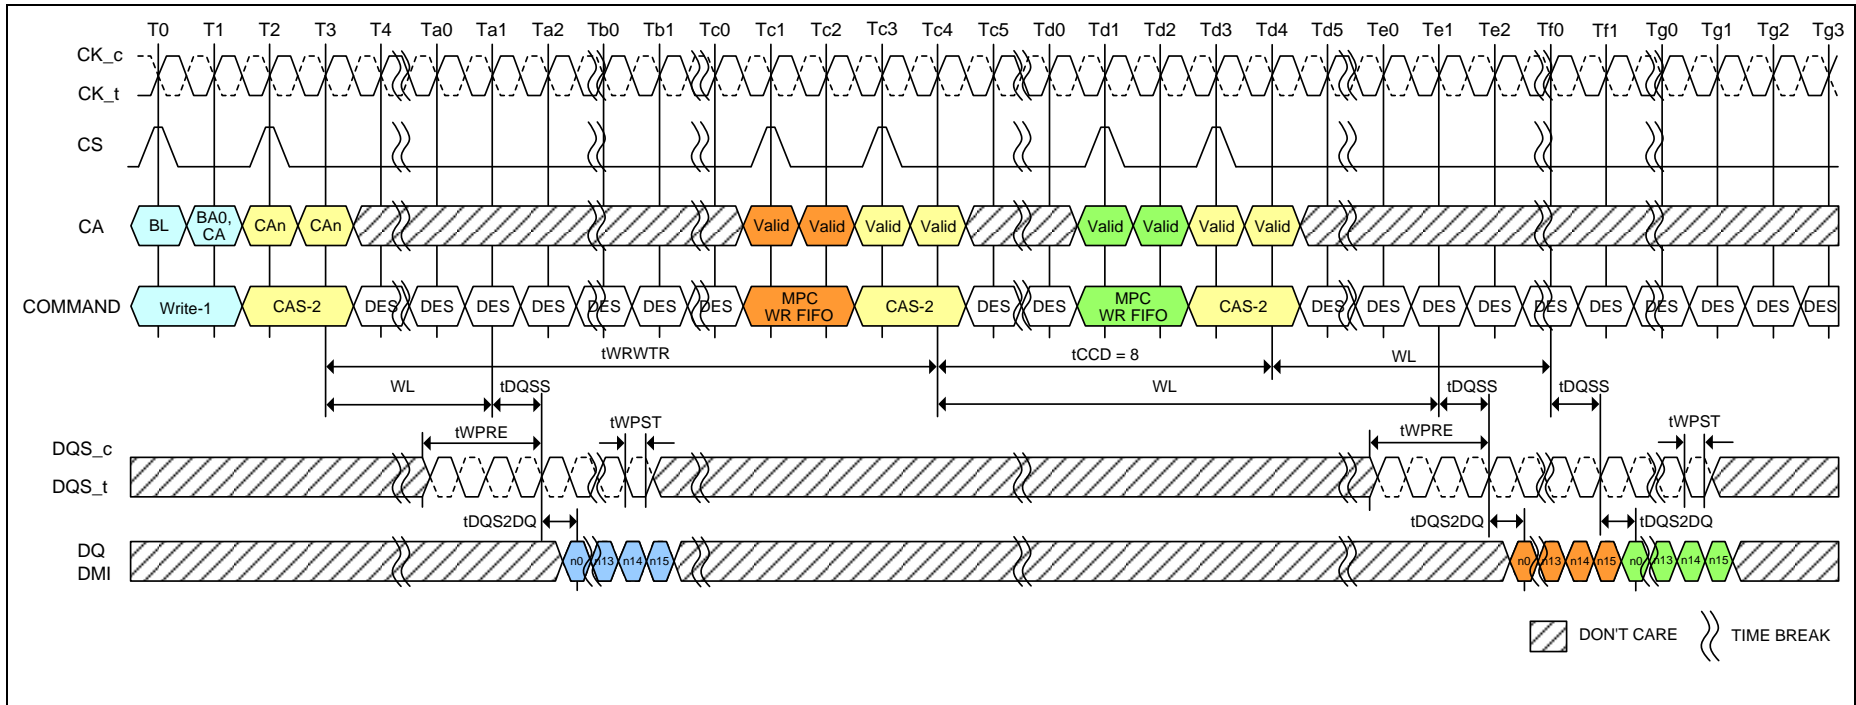 T0 T1 T2 T3 T4 Ta0 Ta1 Ta2 Tb0 Tb1 Tc0 Tc1 Tc2 Tc3 Tc4 Tc5 Td0 Td1 Td2 Td3 Td4 Td5 Te0 Te1 Te2 Tf0 Tf1 Tg0 Tg1 Tg2 Tg3
CK_c
CK_t
CS
CA BL BA0, CA CAn CAn Valid Valid Valid Valid Valid Valid Valid Valid
COMMAND Write-1 CAS-2 DES DES DES DES DES DES DES MPC WR FIFO CAS-2 DES DES MPC WR FIFO CAS-2 DES DES DES DES DES DES DES DES DES DES
tWRWTR tCCD = 8 WL
WL tDQSS WL tDQSS tDQSS
tWPRE tWPST tWPRE tWPST
DQS_c
DQS_t
tDQS2DQ tDQS2DQ tDQS2DQ
DQ
DMI
n0 n13 n14 n15 n0 n13 n14 n15 n0 n13 n14 n15
DON'T CARE TIME BREAK